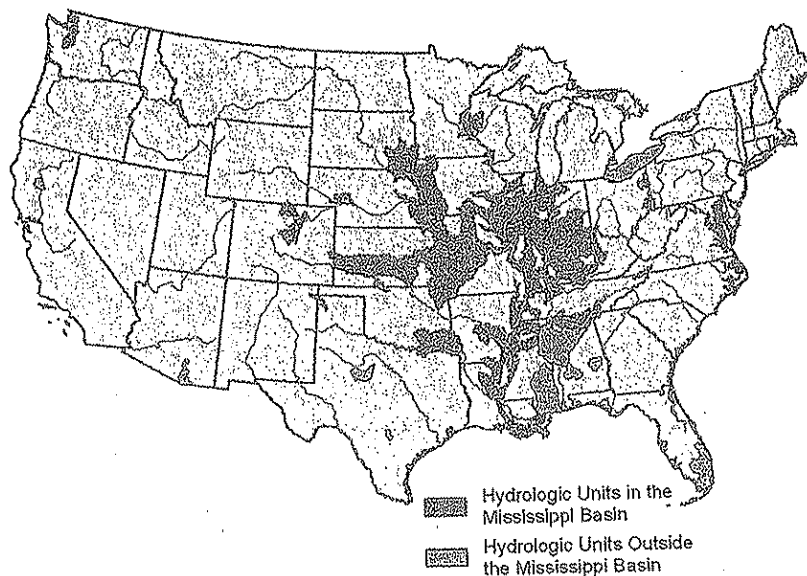 Hydrologic Units in the
Mississippi Basin
Hydrologic Units Outside
the Mississippi Basin